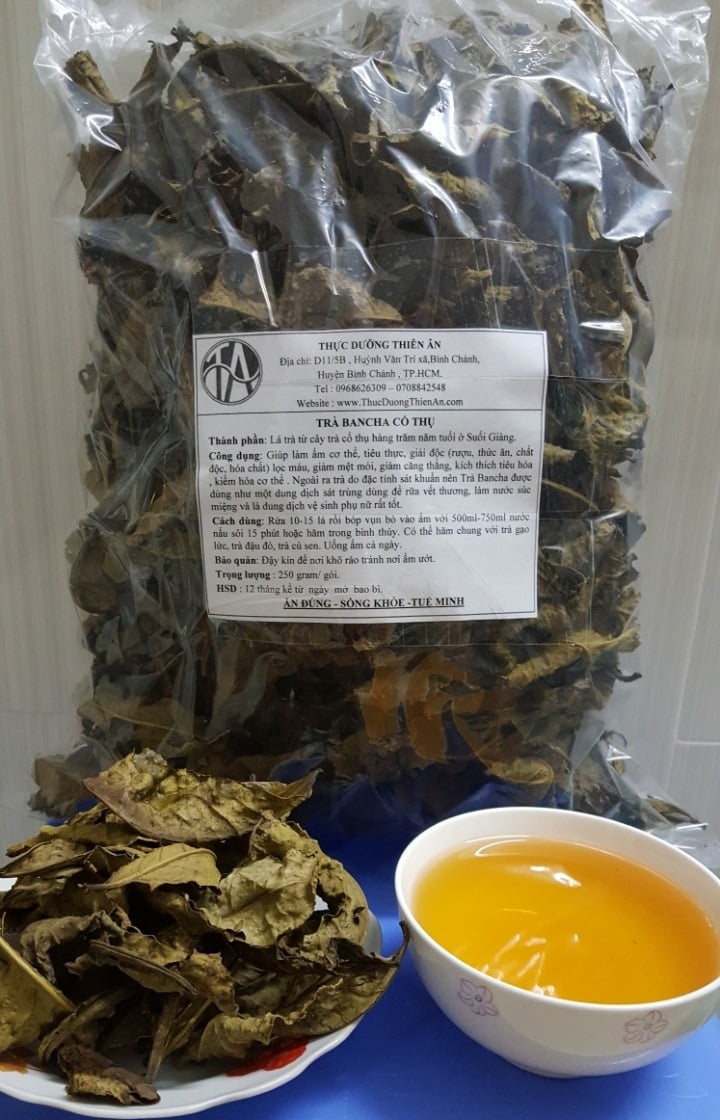 TA
THỰC DƯỠNG THIÊN ÂN
Địa chỉ: D11/5B , Huỳnh Văn Trí xã,Bình Chánh,
Huyện Bình Chánh , TP.HCM.
Tel : 0968626309 – 0708842548
Website : www.ThucDuongThienAn.com
TRÀ BANCHA CỔ THỤ
Thành phần: Lá trà từ cây trà cổ thụ hàng trăm năm tuổi ở Suối Giàng.
Công dụng: Giúp làm ấm cơ thể, tiêu thực, giải độc (rượu, thức ăn, chất
độc, hóa chất) lọc máu, giảm mệt mỏi, giảm căng thẳng, kích thích tiêu hóa
, kiềm hóa cơ thể . Ngoài ra trà do đặc tính sát khuẩn nên Trà Bancha được
dùng như một dung dịch sát trùng dùng để rữa vết thương, làm nước súc
miệng và là dung dịch vệ sinh phụ nữ rất tốt.
Cách dùng: Rửa 10-15 lá rồi bóp vụn bỏ vào ấm với 500ml-750ml nước
nấu sôi 15 phút hoặc hãm trong bình thủy. Có thể hãm chung với trà gạo
lức, trà đậu đỏ, trà củ sen. Uống ấm cả ngày.
Bảo quản: Đậy kín để nơi khô ráo tránh nơi ẩm ướt.
Trọng lượng : 250 gram/ gói.
HSD : 12 tháng kể từ ngày mở bao bì.
ĂN ĐÚNG - SỐNG KHỎE -TUỆ MINH